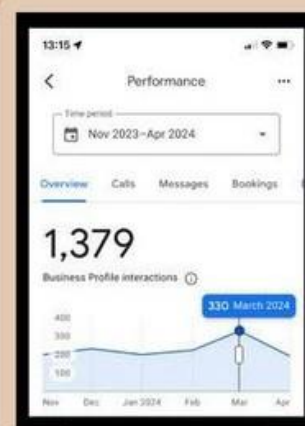 13:15
Performance
Time period
Nov 2023–Apr 2024
Overview Calls Messages Bookings
1,379
Business Profile interactions
330 March 2024
400
300
200
100
Nov Dec Jan 2024 Feb Mar Apr